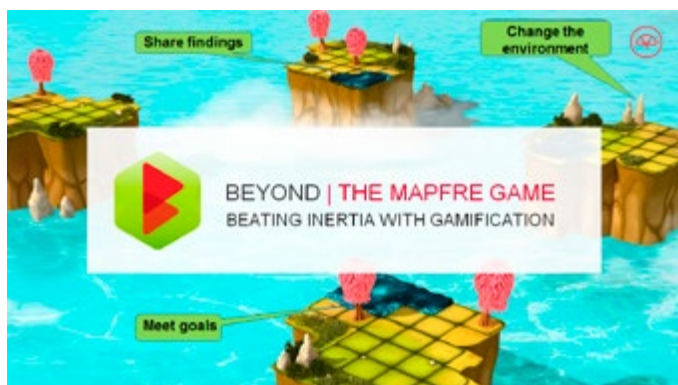 Share findings
Change the
environment
BEYOND | THE MAPFRE GAME
BEATING INERTIA WITH GAMIFICATION
Meet goals